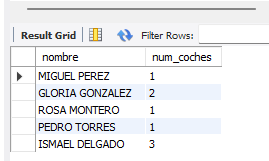 Result Grid Filter Rows:
nombre num_coches
MIGUEL PEREZ 1
GLORIA GONZALEZ 2
ROSA MONTERO 1
PEDRO TORRES 1
ISMAEL DELGADO 3